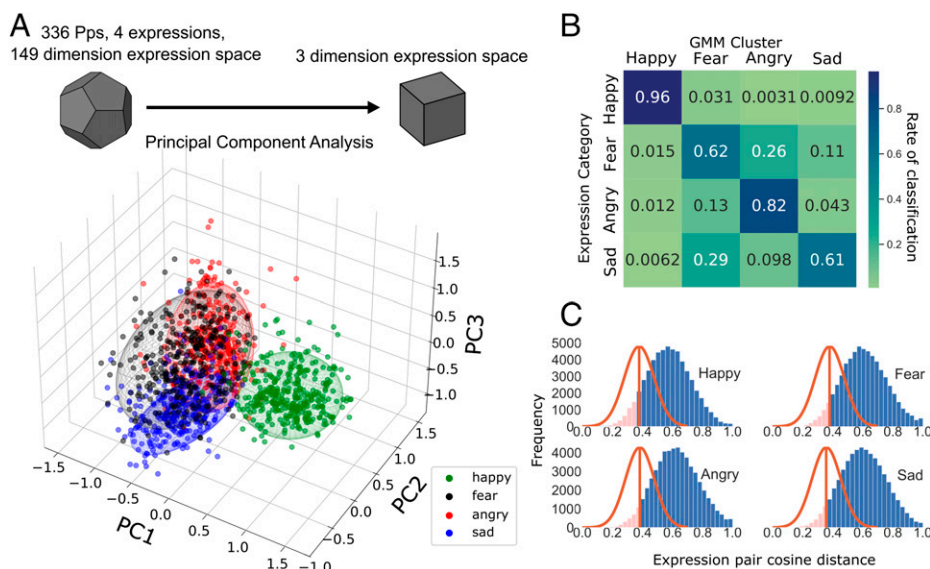 A
336 Pps, 4 expressions,
149 dimension expression space
3 dimension expression space
Principal Component Analysis
1.5
1.0
0.5
0.0
−0.5
−1.0
PC3
−1.5
−1.0
−0.5
0.0
0.5
1.0
1.5
PC1
−1.0
−0.5
0.0
0.5
1.0
1.5
PC2
happy
fear
angry
sad
B
GMM Cluster
Happy Fear Angry Sad
Expression Category
Happy
0.96 0.031 0.0031 0.0092
Fear
0.015 0.62 0.26 0.11
Angry
0.012 0.13 0.82 0.043
Sad
0.0062 0.29 0.098 0.61
0.8
0.6
0.4
0.2
Rate of classification
C
5000
4000
3000
2000
1000
0
0.0 0.2 0.4 0.6 0.8 1.0
Happy
0.0 0.2 0.4 0.6 0.8 1.0
Fear
Frequency
4000
3000
2000
1000
0
0.0 0.2 0.4 0.6 0.8 1.0
Angry
0.0 0.2 0.4 0.6 0.8 1.0
Sad
Expression pair cosine distance